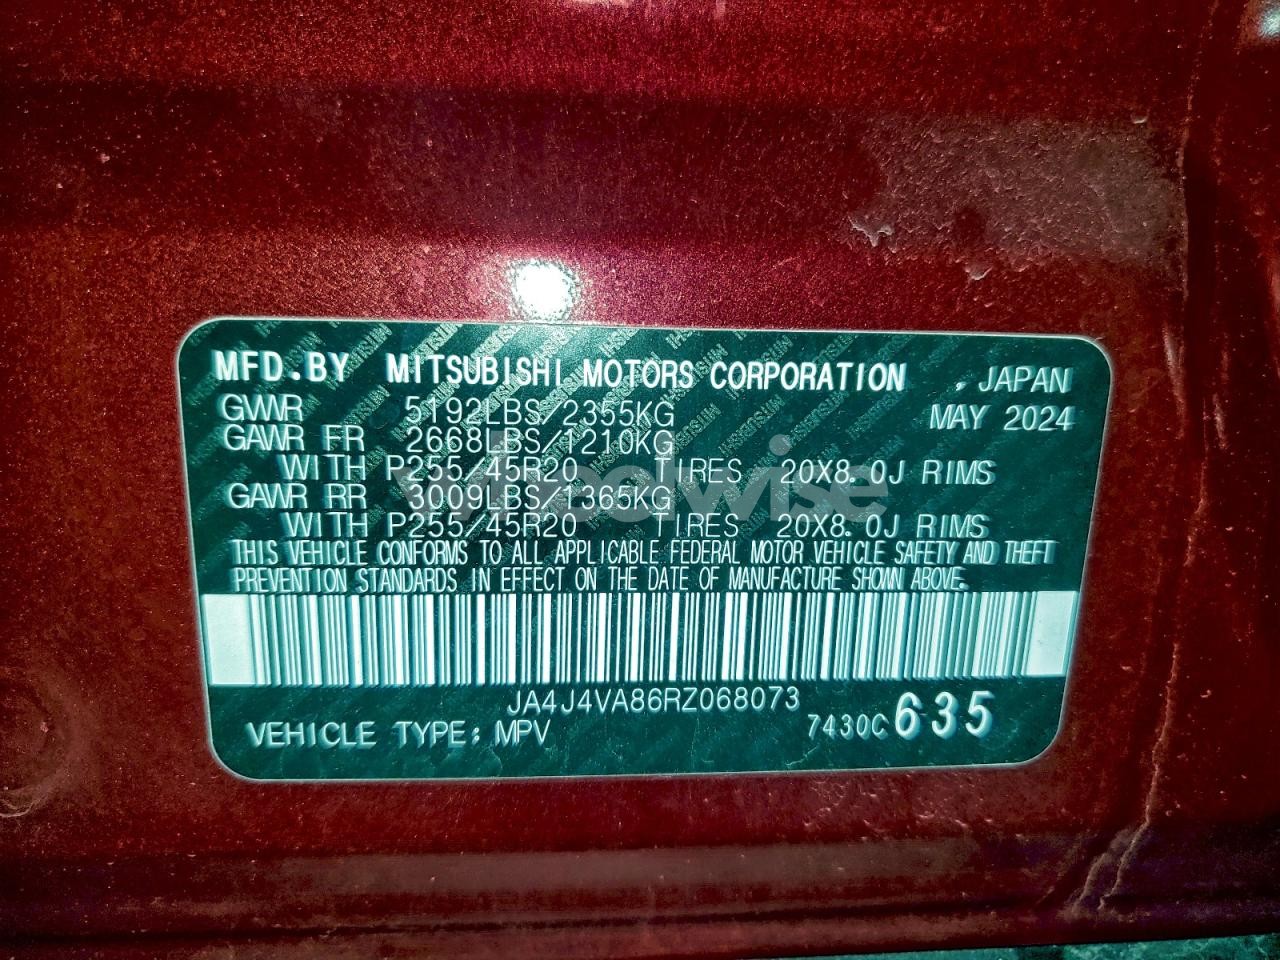 MFD.BY MITSUBISHI MOTORS CORPORATION , JAPAN
GVWR 5192LBS/2355KG MAY 2024
GAWR FR 2668LBS/1210KG
WITH P255/45R20 TIRES 20X8.0J RIMS
GAWR RR 3009LBS/1365KG
WITH P255/45R20 TIRES 20X8.0J RIMS
THIS VEHICLE CONFORMS TO ALL APPLICABLE FEDERAL MOTOR VEHICLE SAFETY AND THEFT
PREVENTION STANDARDS IN EFFECT ON THE DATE OF MANUFACTURE SHOWN ABOVE.
JA4J4VA86RZ068073
VEHICLE TYPE: MPV 7430C 635